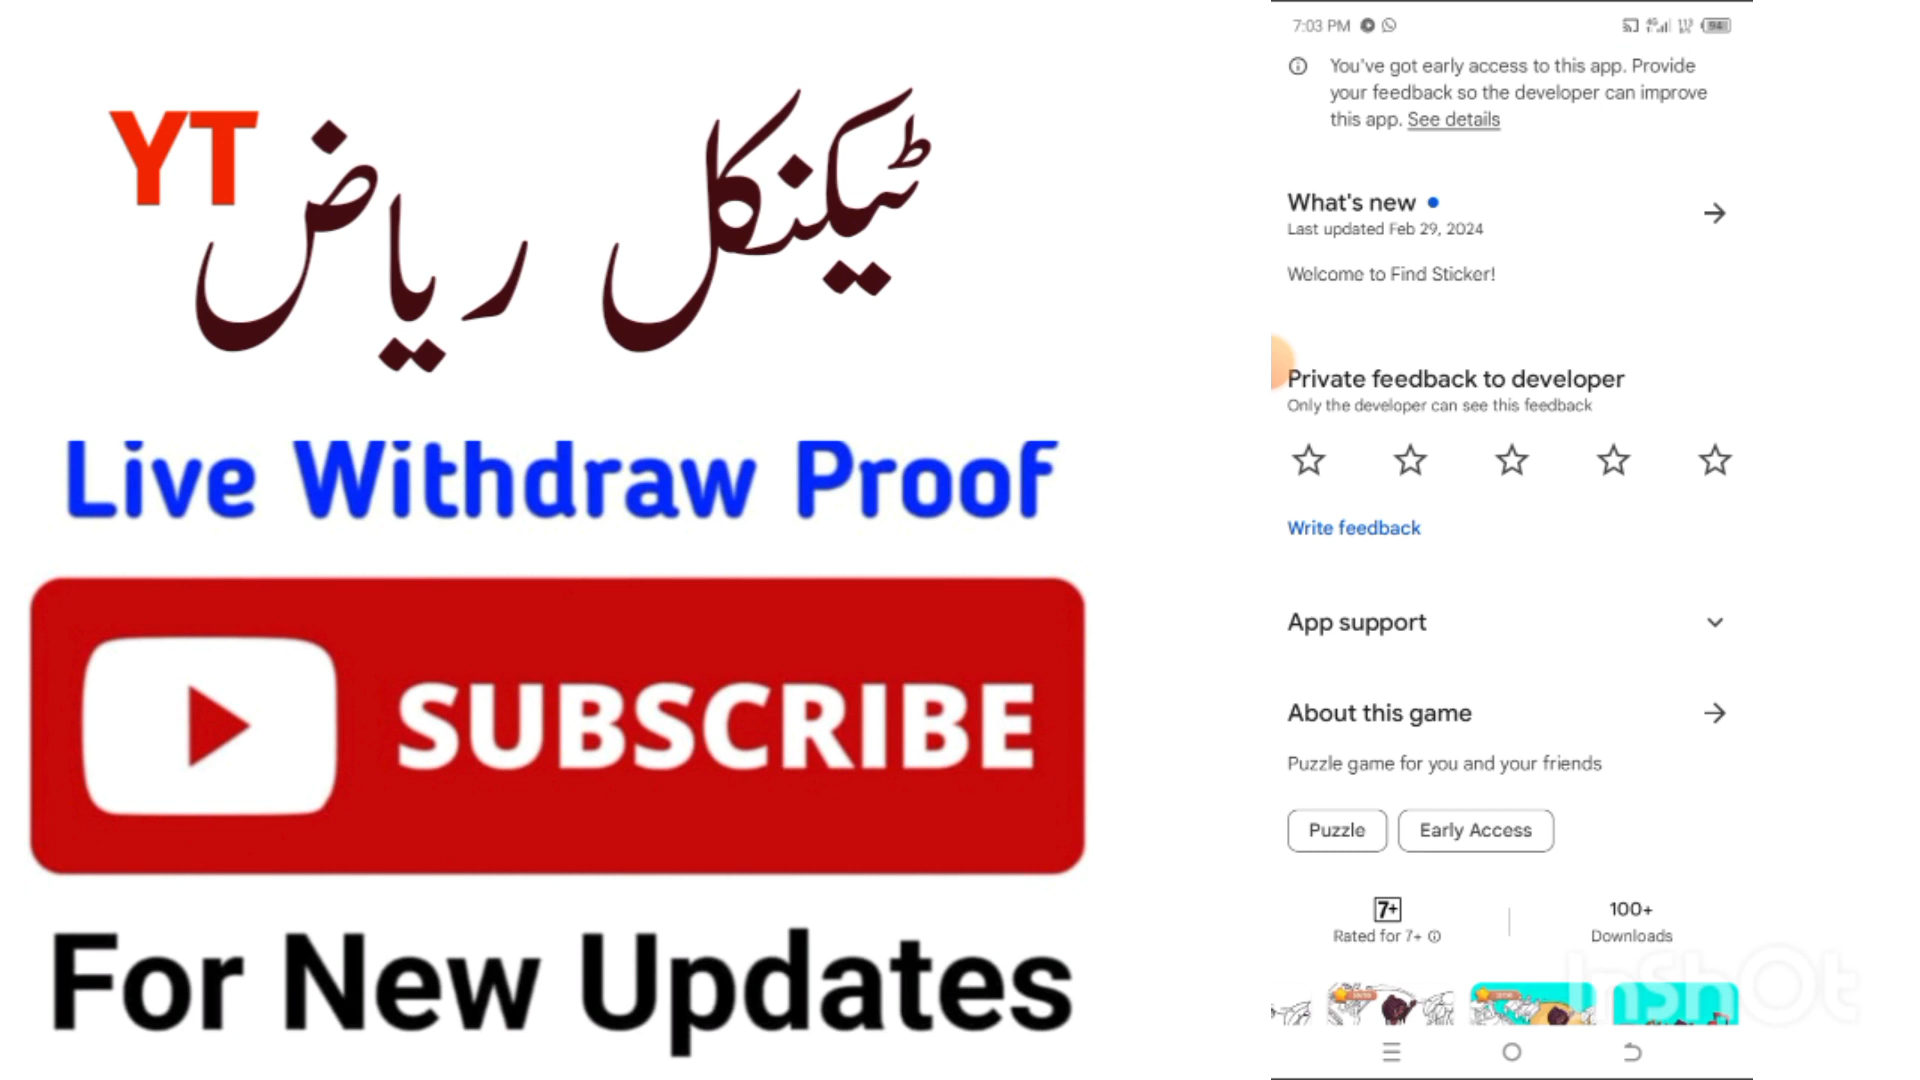 YT ٹیکنکل ریاض
Live Withdraw Proof
SUBSCRIBE
For New Updates
7:03 PM
You've got early access to this app. Provide
your feedback so the developer can improve
this app. See details
What's new
Last updated Feb 29, 2024
Welcome to Find Sticker!
Private feedback to developer
Only the developer can see this feedback
Write feedback
App support
About this game
Puzzle game for you and your friends
Puzzle
Early Access
7+
Rated for 7+
100+
Downloads
InShOt